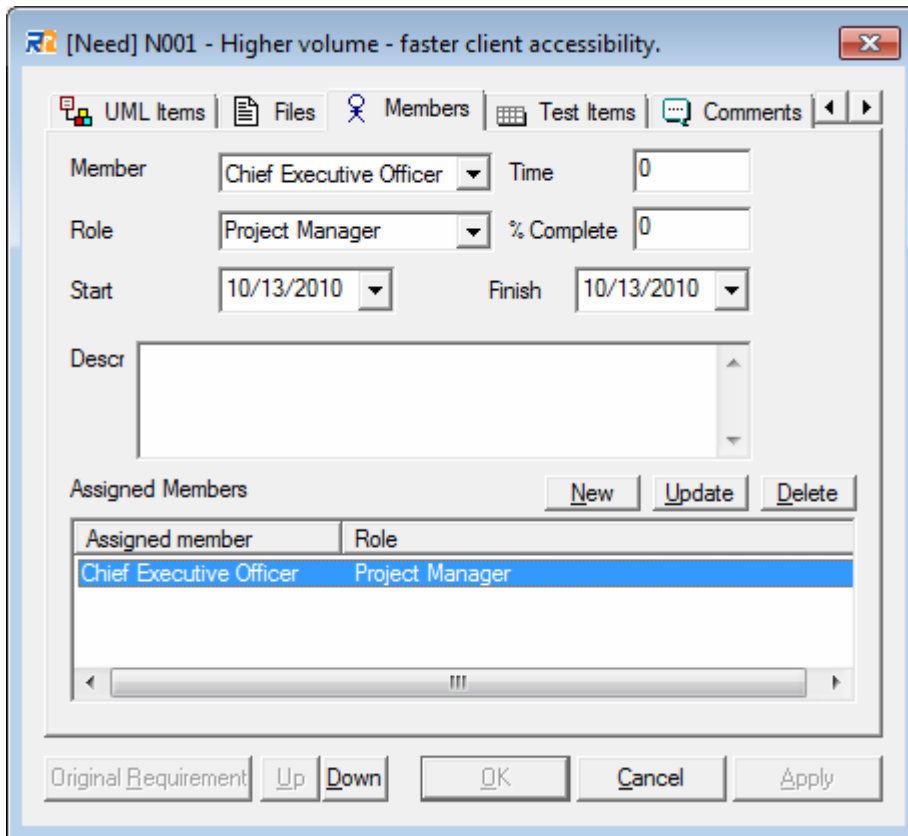 [Need] N001 - Higher volume - faster client accessibility.
UML Items Files Members Test Items Comments
Member Chief Executive Officer Time 0
Role Project Manager % Complete 0
Start 10/13/2010 Finish 10/13/2010
Descr
Assigned Members New Update Delete
Assigned member Role
Chief Executive Officer Project Manager
Original Requirement Up Down OK Cancel Apply